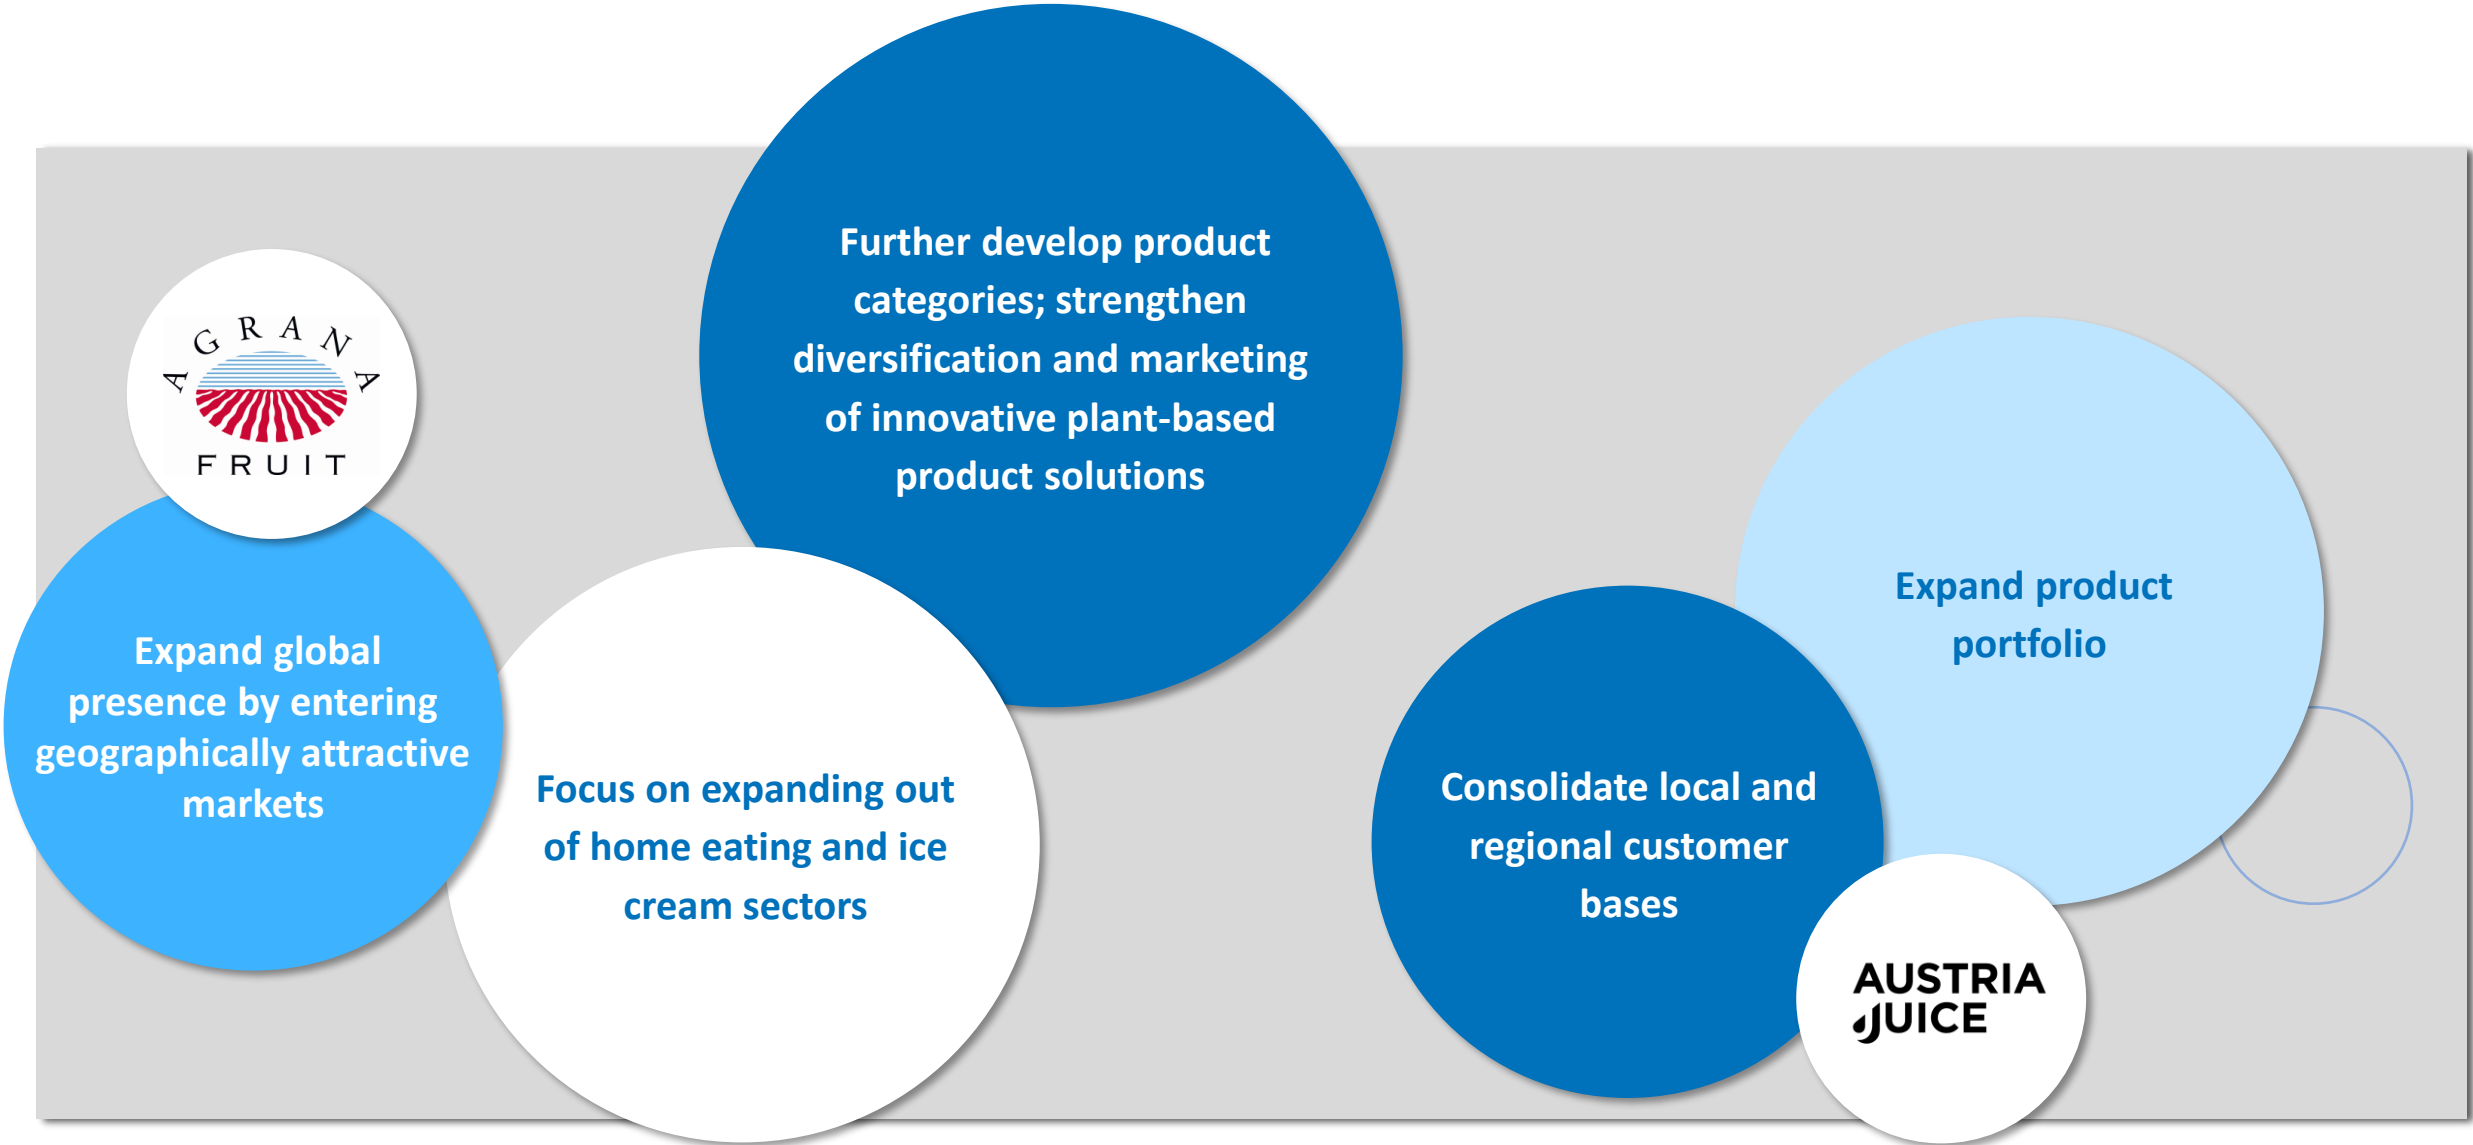 AGRANA
FRUIT
Expand global
presence by entering
geographically attractive
markets
Focus on expanding out
of home eating and ice
cream sectors
Further develop product
categories; strengthen
diversification and marketing
of innovative plant-based
product solutions
Consolidate local and
regional customer
bases
Expand product
portfolio
AUSTRIA
JUICE